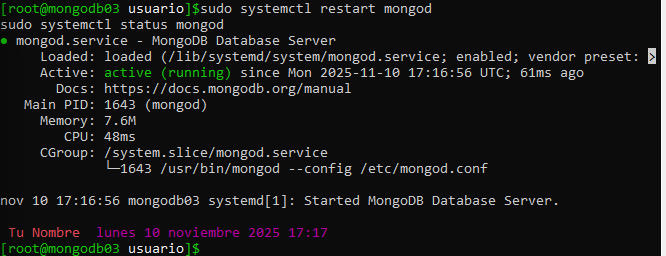 [root@mongodb03 usuario]$sudo systemctl restart mongod
sudo systemctl status mongod
● mongod.service - MongoDB Database Server
Loaded: loaded (/lib/systemd/system/mongod.service; enabled; vendor preset: >
Active: active (running) since Mon 2025-11-10 17:16:56 UTC; 61ms ago
Docs: https://docs.mongodb.org/manual
Main PID: 1643 (mongod)
Memory: 7.6M
CPU: 48ms
CGroup: /system.slice/mongod.service
└─1643 /usr/bin/mongod --config /etc/mongod.conf
nov 10 17:16:56 mongodb03 systemd[1]: Started MongoDB Database Server.
Tu Nombre lunes 10 noviembre 2025 17:17
[root@mongodb03 usuario]$